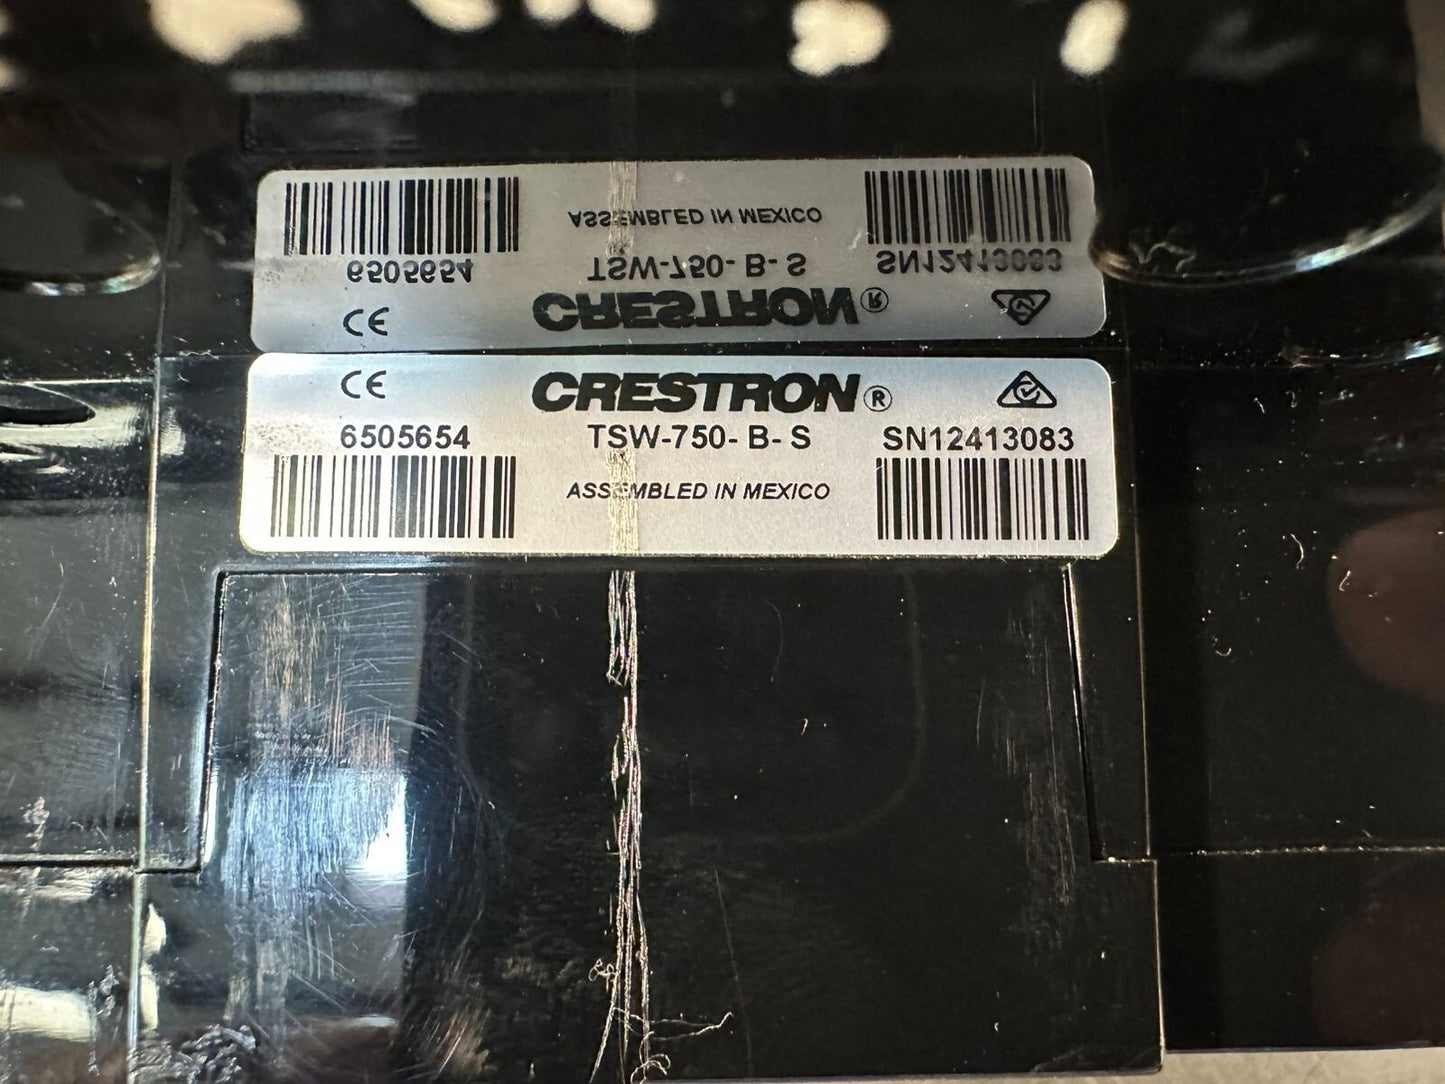 CE
CRESTRON®
6505654
TSW-750- B- S
SN12413083
ASSEMBLED IN MEXICO